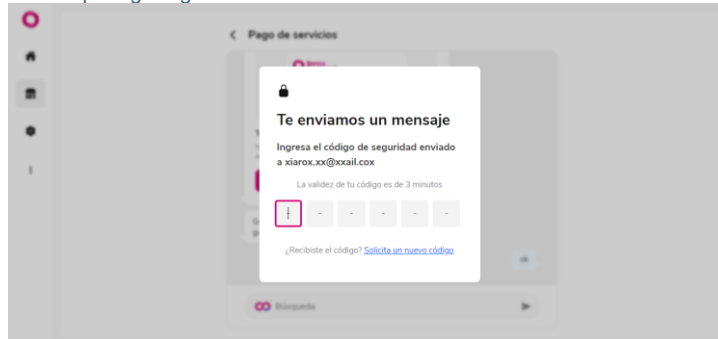 Pago de servicios
Te enviamos un mensaje
Ingresa el código de seguridad enviado
a xiarox.xx@xxail.cox
La validez de tu código es de 3 minutos
- - - - -
¿Recibiste el código? Solicita un nuevo código
ok
Búsqueda